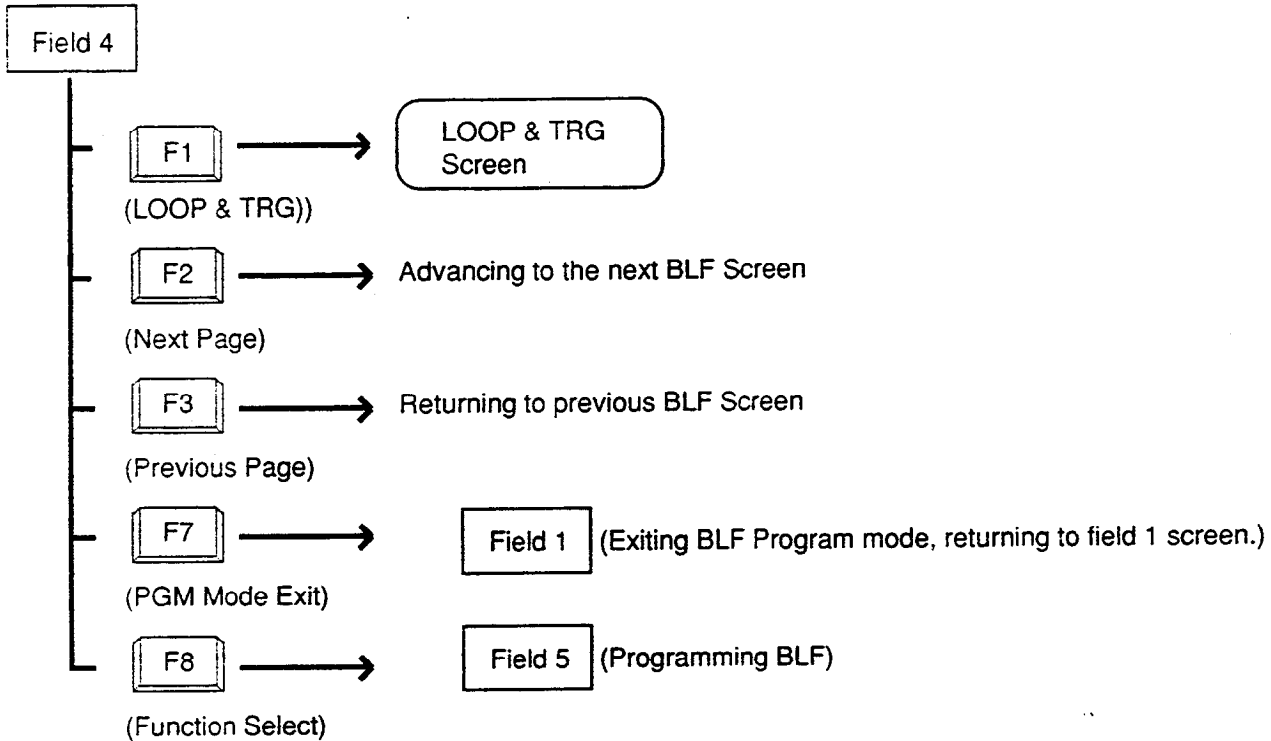 Field 4
F1
LOOP & TRG
Screen
(LOOP & TRG))
F2
Advancing to the next BLF Screen
(Next Page)
F3
Returning to previous BLF Screen
(Previous Page)
F7
Field 1
(Exiting BLF Program mode, returning to field 1 screen.)
(PGM Mode Exit)
F8
Field 5
(Programming BLF)
(Function Select)